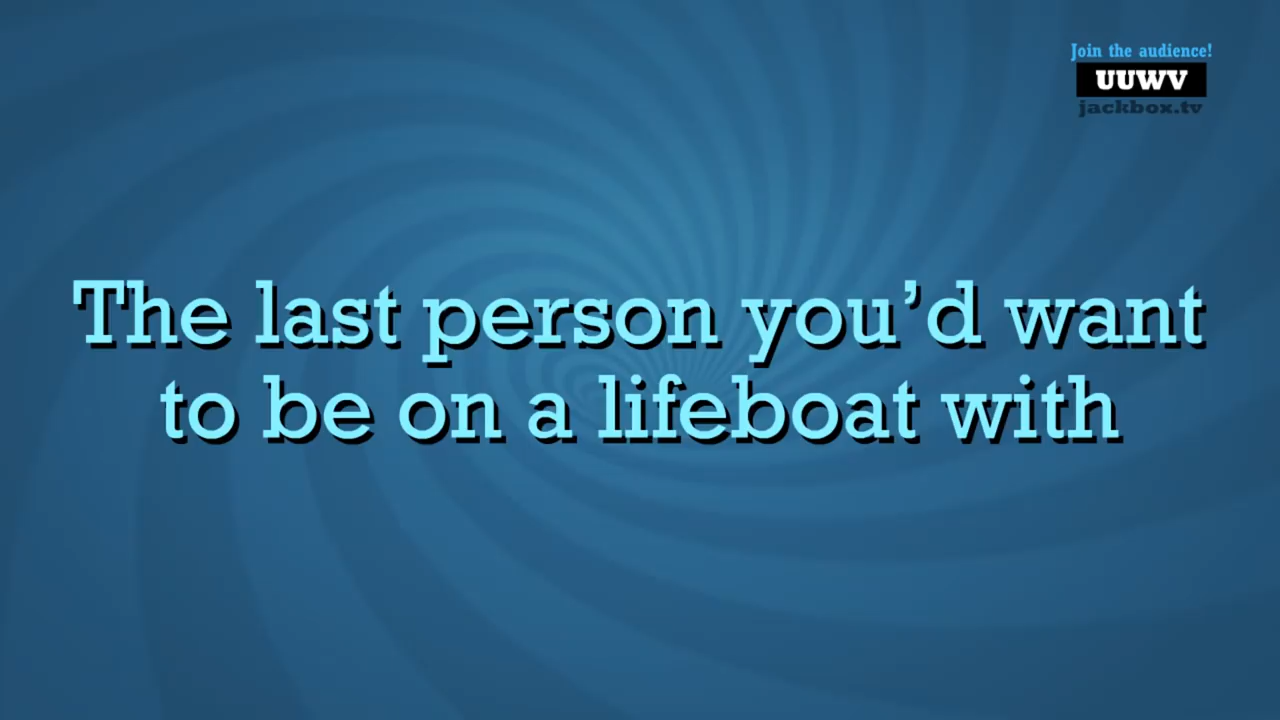 Join the audience!
UUWV
jackbox.tv
The last person you’d want
to be on a lifeboat with